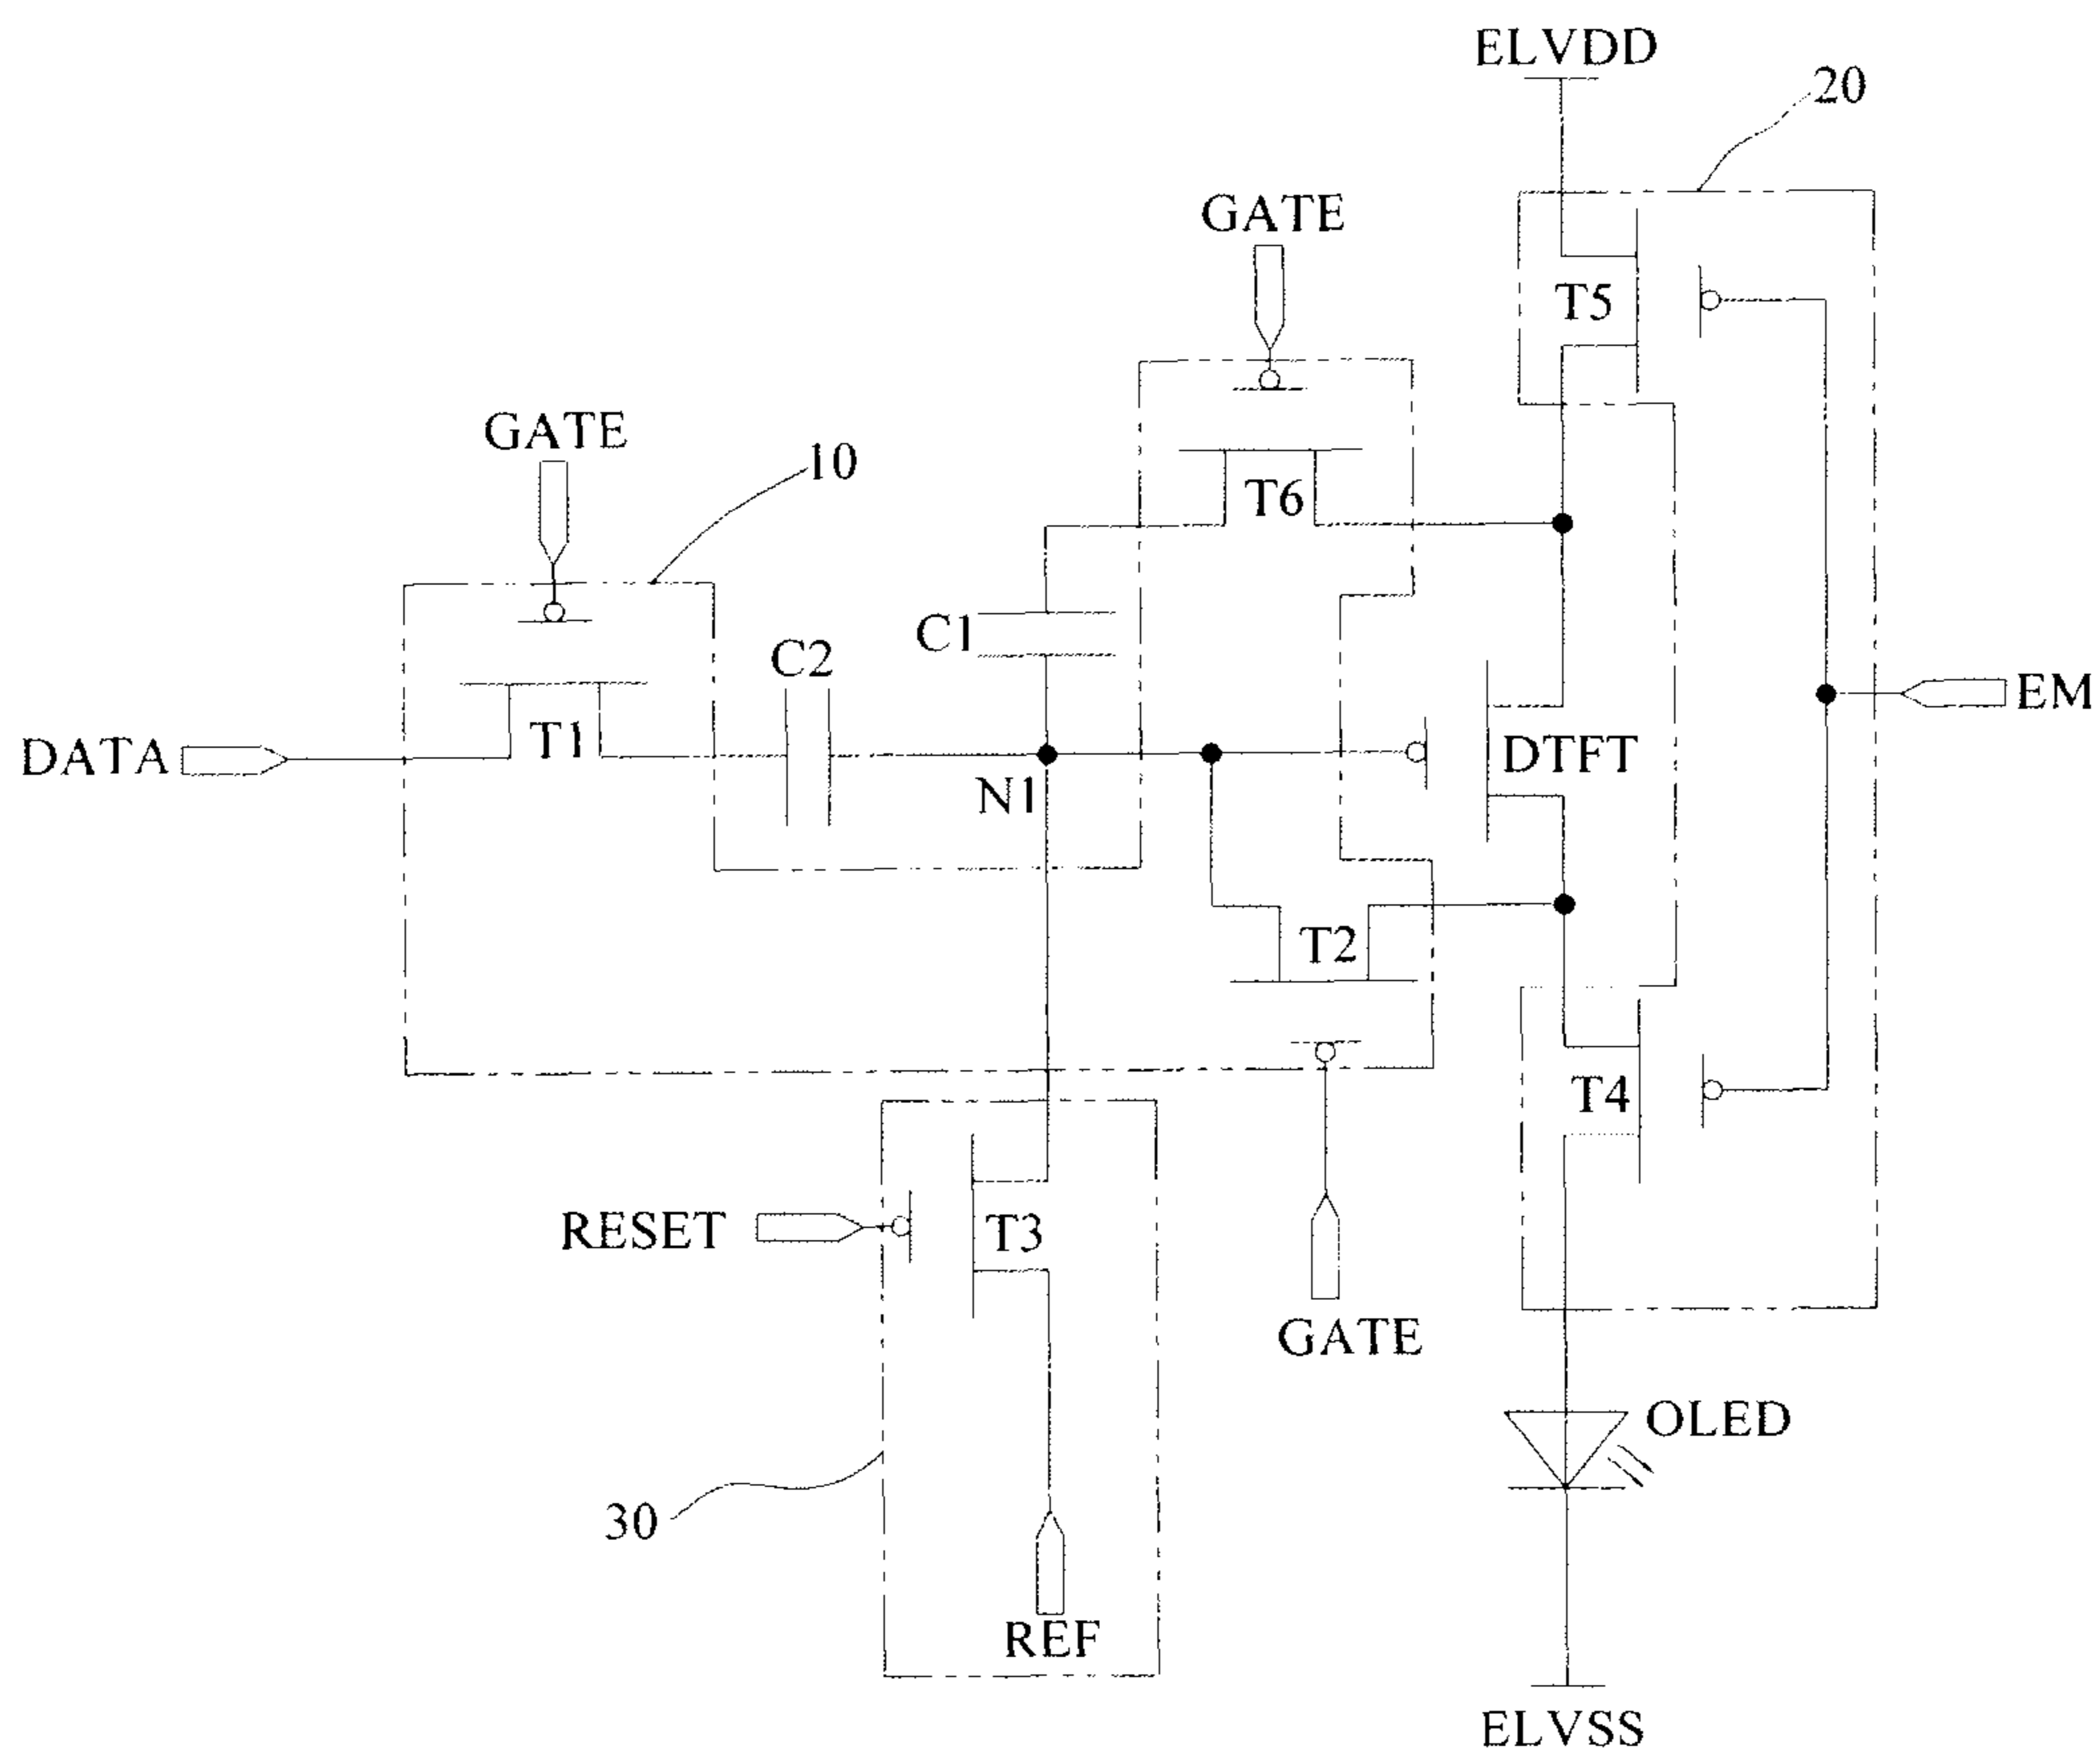 ELVDD
20
GATE
T5
GATE
10
T6
C1
C2
EM
T1
DATA
DTFT
N1
T2
T4
RESET
T3
GATE
OLED
30
REF
ELVSS